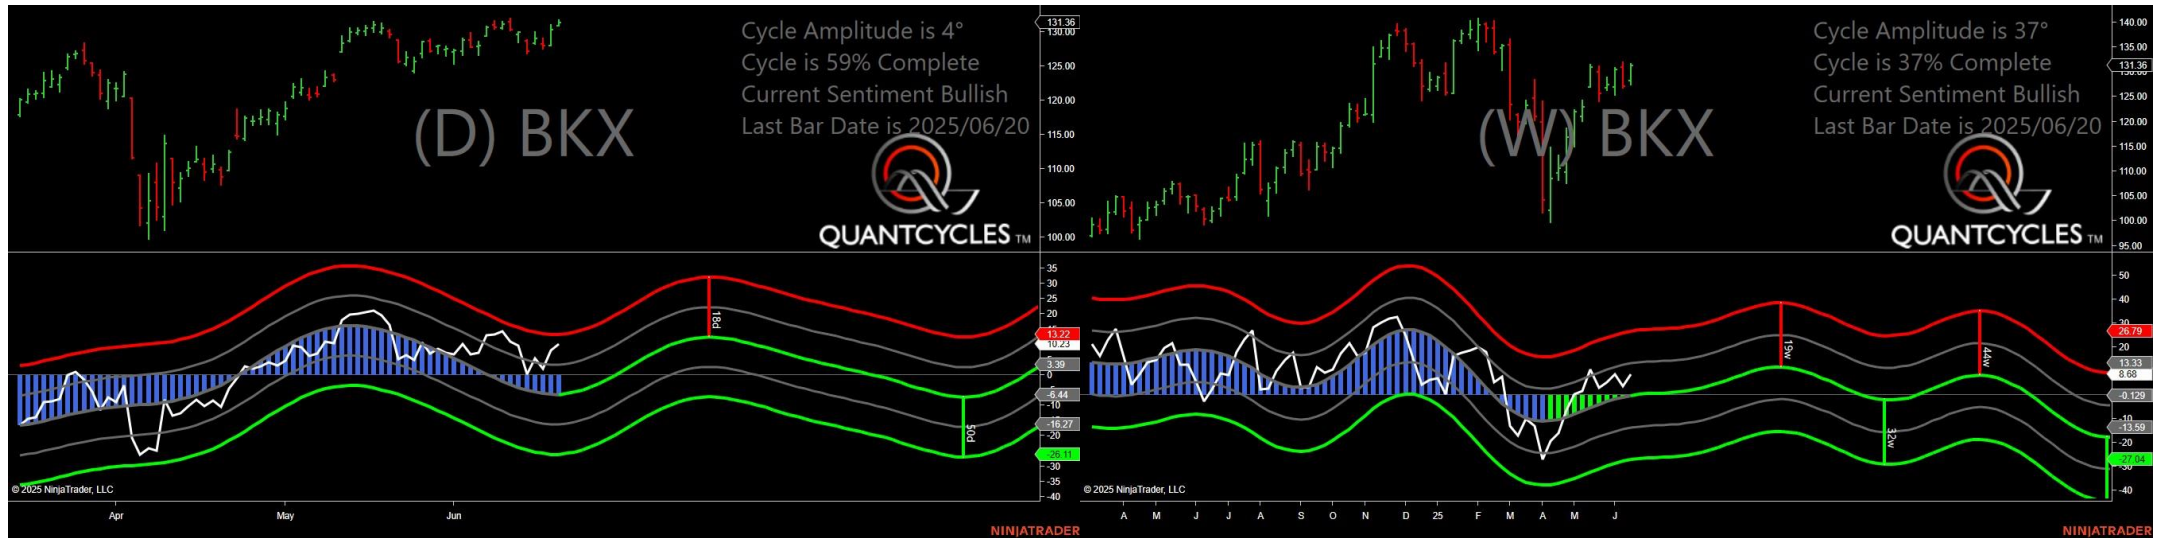 Cycle Amplitude is 4°
Cycle is 59% Complete
Current Sentiment Bullish
Last Bar Date is 2025/06/20
(D) BKX
QUANTCYCLES TM
131.36
130.00
125.00
120.00
115.00
110.00
105.00
100.00
35
30
25
20
13.22
10.23
5
3.39
0
-6.44
-10
-16.27
-20
-26.11
-30
-35
-40
18d
50d
© 2025 NinjaTrader, LLC
Apr May Jun
NINJATRADER
Cycle Amplitude is 37°
Cycle is 37% Complete
Current Sentiment Bullish
Last Bar Date is 2025/06/20
(W) BKX
QUANTCYCLES TM
140.00
135.00
131.36
130.00
125.00
120.00
115.00
110.00
105.00
100.00
95.00
50
40
30
26.79
20
13.33
8.68
-0.129
-10
-13.59
-20
-27.04
-30
-40
19w
32w
44w
© 2025 NinjaTrader, LLC
A M J J A S O N D 25 F M A M J
NINJATRADER